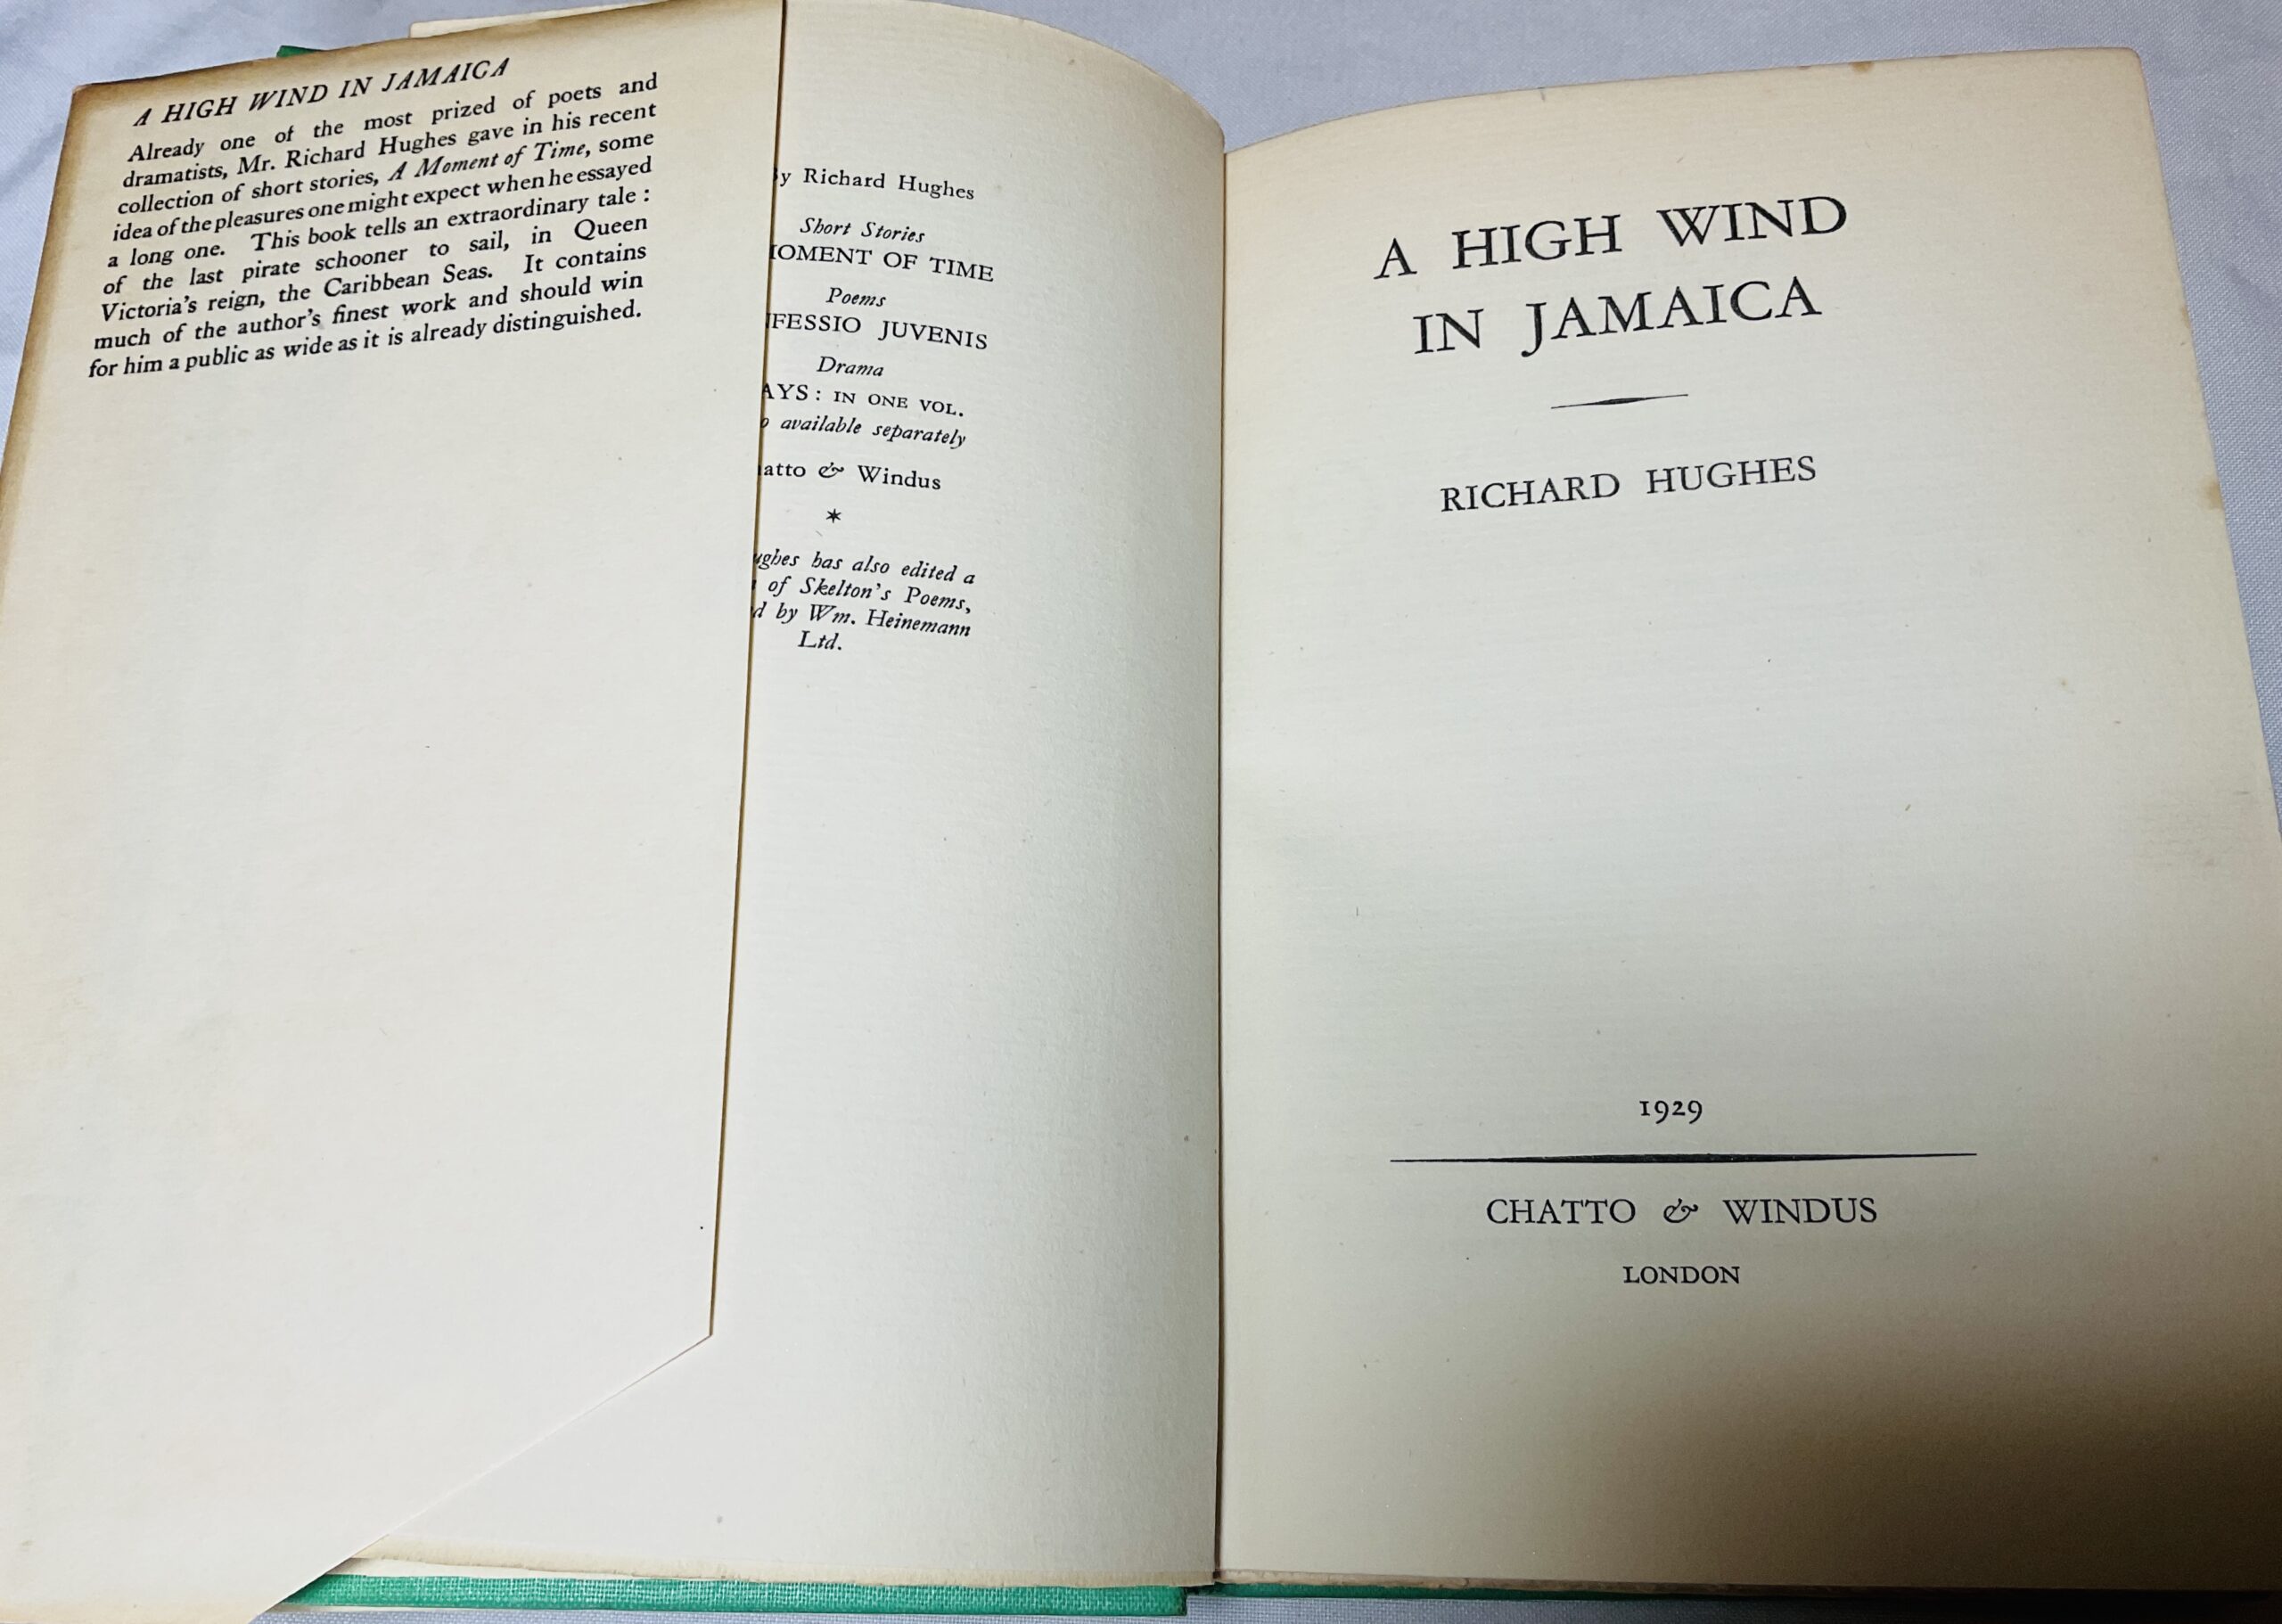 A HIGH WIND IN JAMAICA
Already one of the most prized of poets and
dramatists, Mr. Richard Hughes gave in his recent
collection of short stories, A Moment of Time, some
idea of the pleasures one might expect when he essayed
a long one. This book tells an extraordinary tale :
of the last pirate schooner to sail, in Queen
Victoria's reign, the Caribbean Seas. It contains
much of the author's finest work and should win
for him a public as wide as it is already distinguished.
By Richard Hughes
Short Stories
MOMENT OF TIME
Poems
FESSIO JUVENIS
Drama
AYS : IN ONE VOL.
available separately
atto & Windus
*
ughes has also edited a
of Skelton's Poems,
d by Wm. Heinemann
Ltd.
A HIGH WIND
IN JAMAICA
RICHARD HUGHES
1929
CHATTO & WINDUS
LONDON